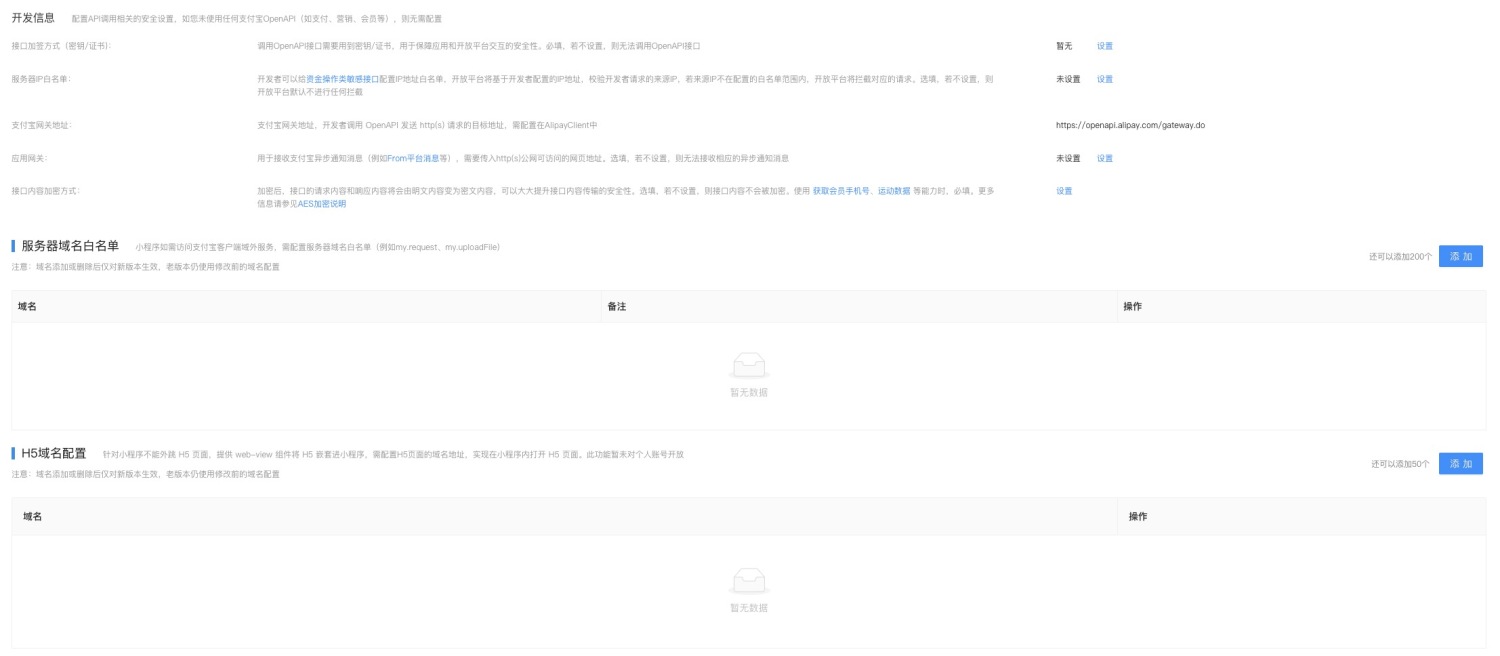 开发信息 配置API调用相关的安全设置，如您未使用任何支付宝OpenAPI（如支付、营销、会员等），则无需配置
接口加签方式（密钥/证书）： 调用OpenAPI接口需要用到密钥/证书，用于保障应用和开放平台交互的安全性。必填，若不设置，则无法调用OpenAPI接口 暂无 设置
服务器IP白名单： 开发者可以给资金操作类敏感接口配置IP地址白名单，开放平台将基于开发者配置的IP地址，校验开发者请求的来源IP，若来源IP不在配置的白名单范围内，开放平台将拦截对应的请求。选填，若不设置，则 未设置 设置
开放平台默认不进行任何拦截
支付宝网关地址： 支付宝网关地址，开发者调用 OpenAPI 发送 http(s) 请求的目标地址，需配置在AlipayClient中 https://openapi.alipay.com/gateway.do
应用网关： 用于接收支付宝异步通知消息（例如From平台消息等），需要传入http(s)公网可访问的网页地址。选填，若不设置，则无法接收相应的异步通知消息 未设置 设置
接口内容加密方式： 加密后，接口的请求内容和响应内容将会由明文内容变为密文内容，可以大大提升接口内容传输的安全性。选填，若不设置，则接口内容不会被加密。使用 获取会员手机号、运动数据 等能力时，必填。更多 设置
信息请参见AES加密说明
服务器域名白名单 小程序如需访问支付宝客户端域外服务，需配置服务器域名白名单（例如my.request、my.uploadFile）
注意：域名添加或删除后仅对新版本生效，老版本仍使用修改前的域名配置
还可以添加200个 添 加
域名 备注 操作
暂无数据
H5域名配置 针对小程序不能外跳 H5 页面，提供 web-view 组件将 H5 嵌套进小程序，需配置H5页面的域名地址，实现在小程序内打开 H5 页面。此功能暂未对个人账号开放
注意：域名添加或删除后仅对新版本生效，老版本仍使用修改前的域名配置
还可以添加50个 添 加
域名 操作
暂无数据